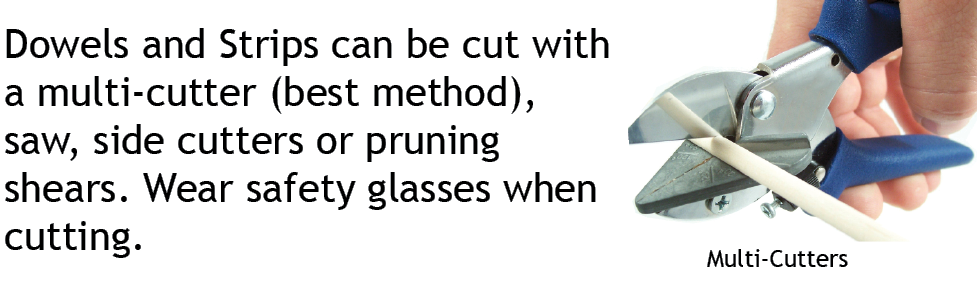 Dowels and Strips can be cut with
a multi-cutter (best method),
saw, side cutters or pruning
shears. Wear safety glasses when
cutting.
Multi-Cutters